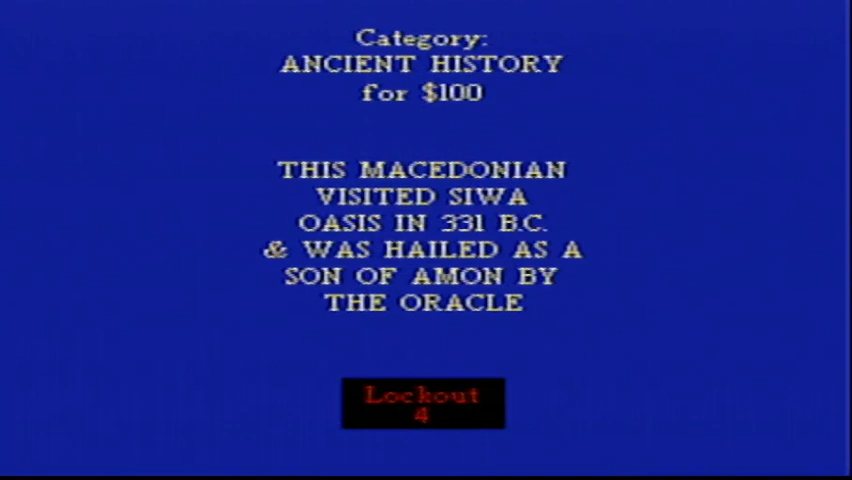 Category:
ANCIENT HISTORY
for $100
THIS MACEDONIAN
VISITED SIWA
OASIS IN 331 B.C.
& WAS HAILED AS A
SON OF AMON BY
THE ORACLE
Lockout
4